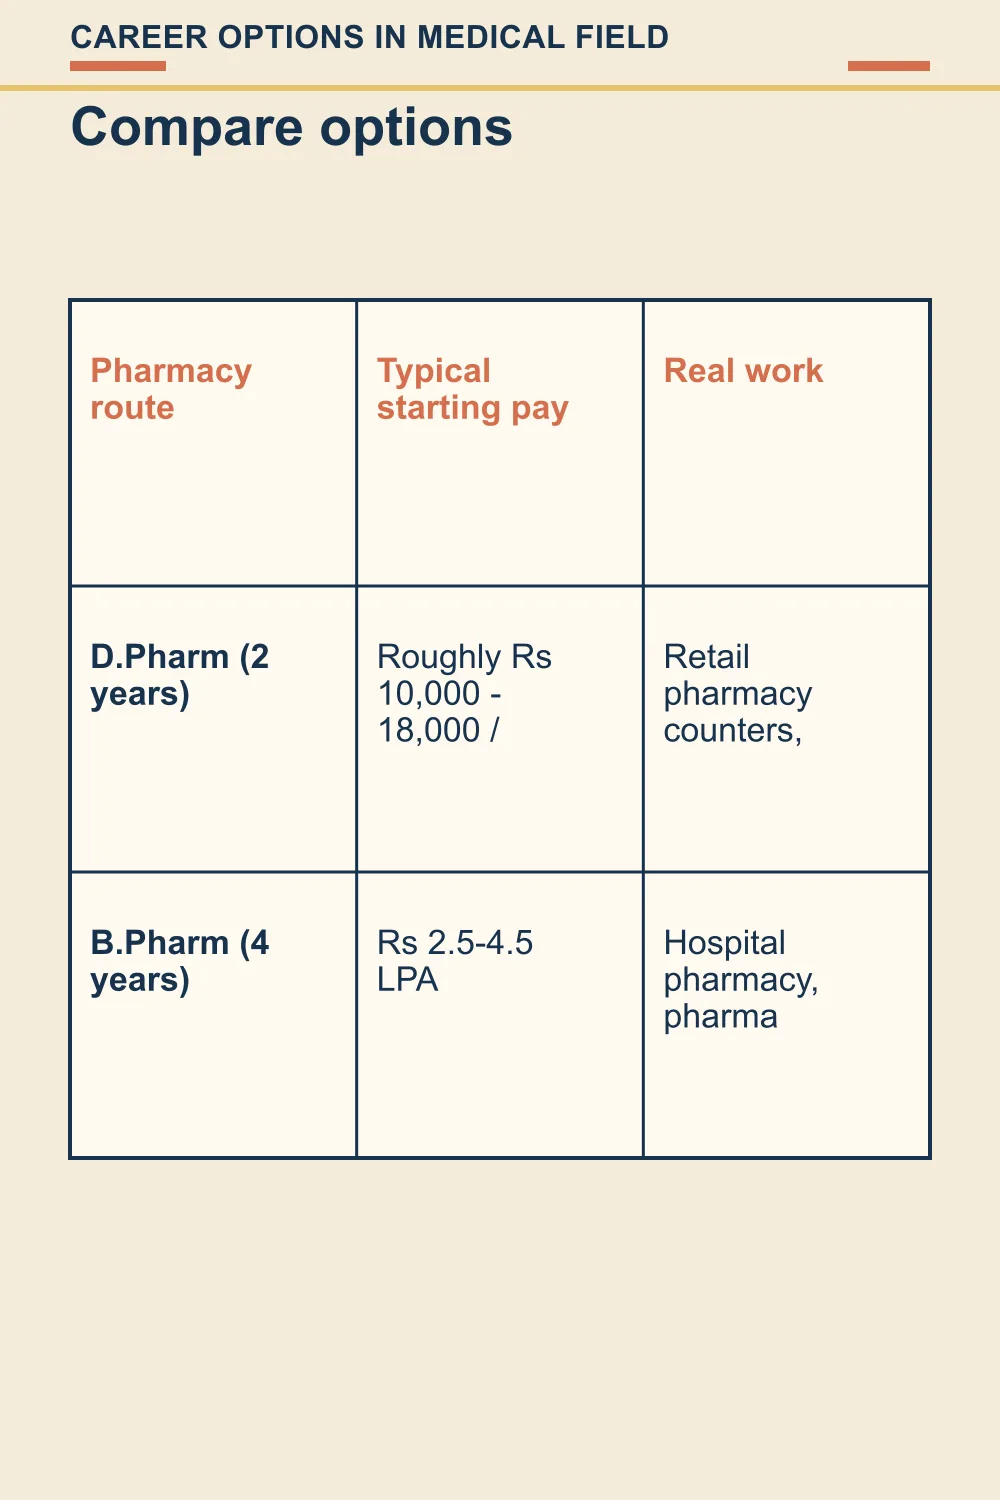 CAREER OPTIONS IN MEDICAL FIELD
Compare options
Pharmacy
route
Typical
starting pay
Real work
D.Pharm (2
years)
Roughly Rs
10,000 -
18,000 /
Retail
pharmacy
counters,
B.Pharm (4
years)
Rs 2.5-4.5
LPA
Hospital
pharmacy,
pharma